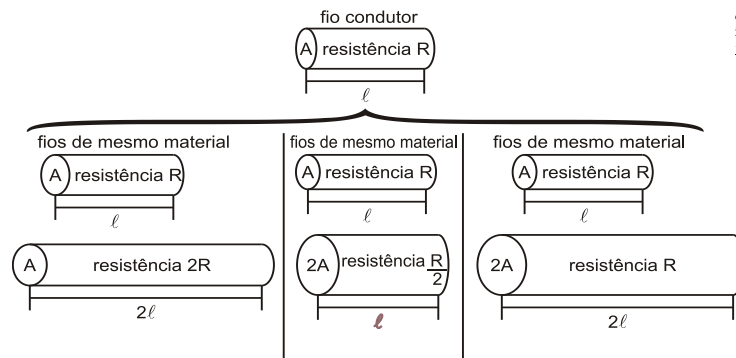 fio condutor
A resistência R
ℓ
fios de mesmo material
A resistência R
ℓ
A resistência 2R
2ℓ
fios de mesmo material
A resistência R
ℓ
2A resistência R/2
ℓ
fios de mesmo material
A resistência R
ℓ
2A resistência R
2ℓ